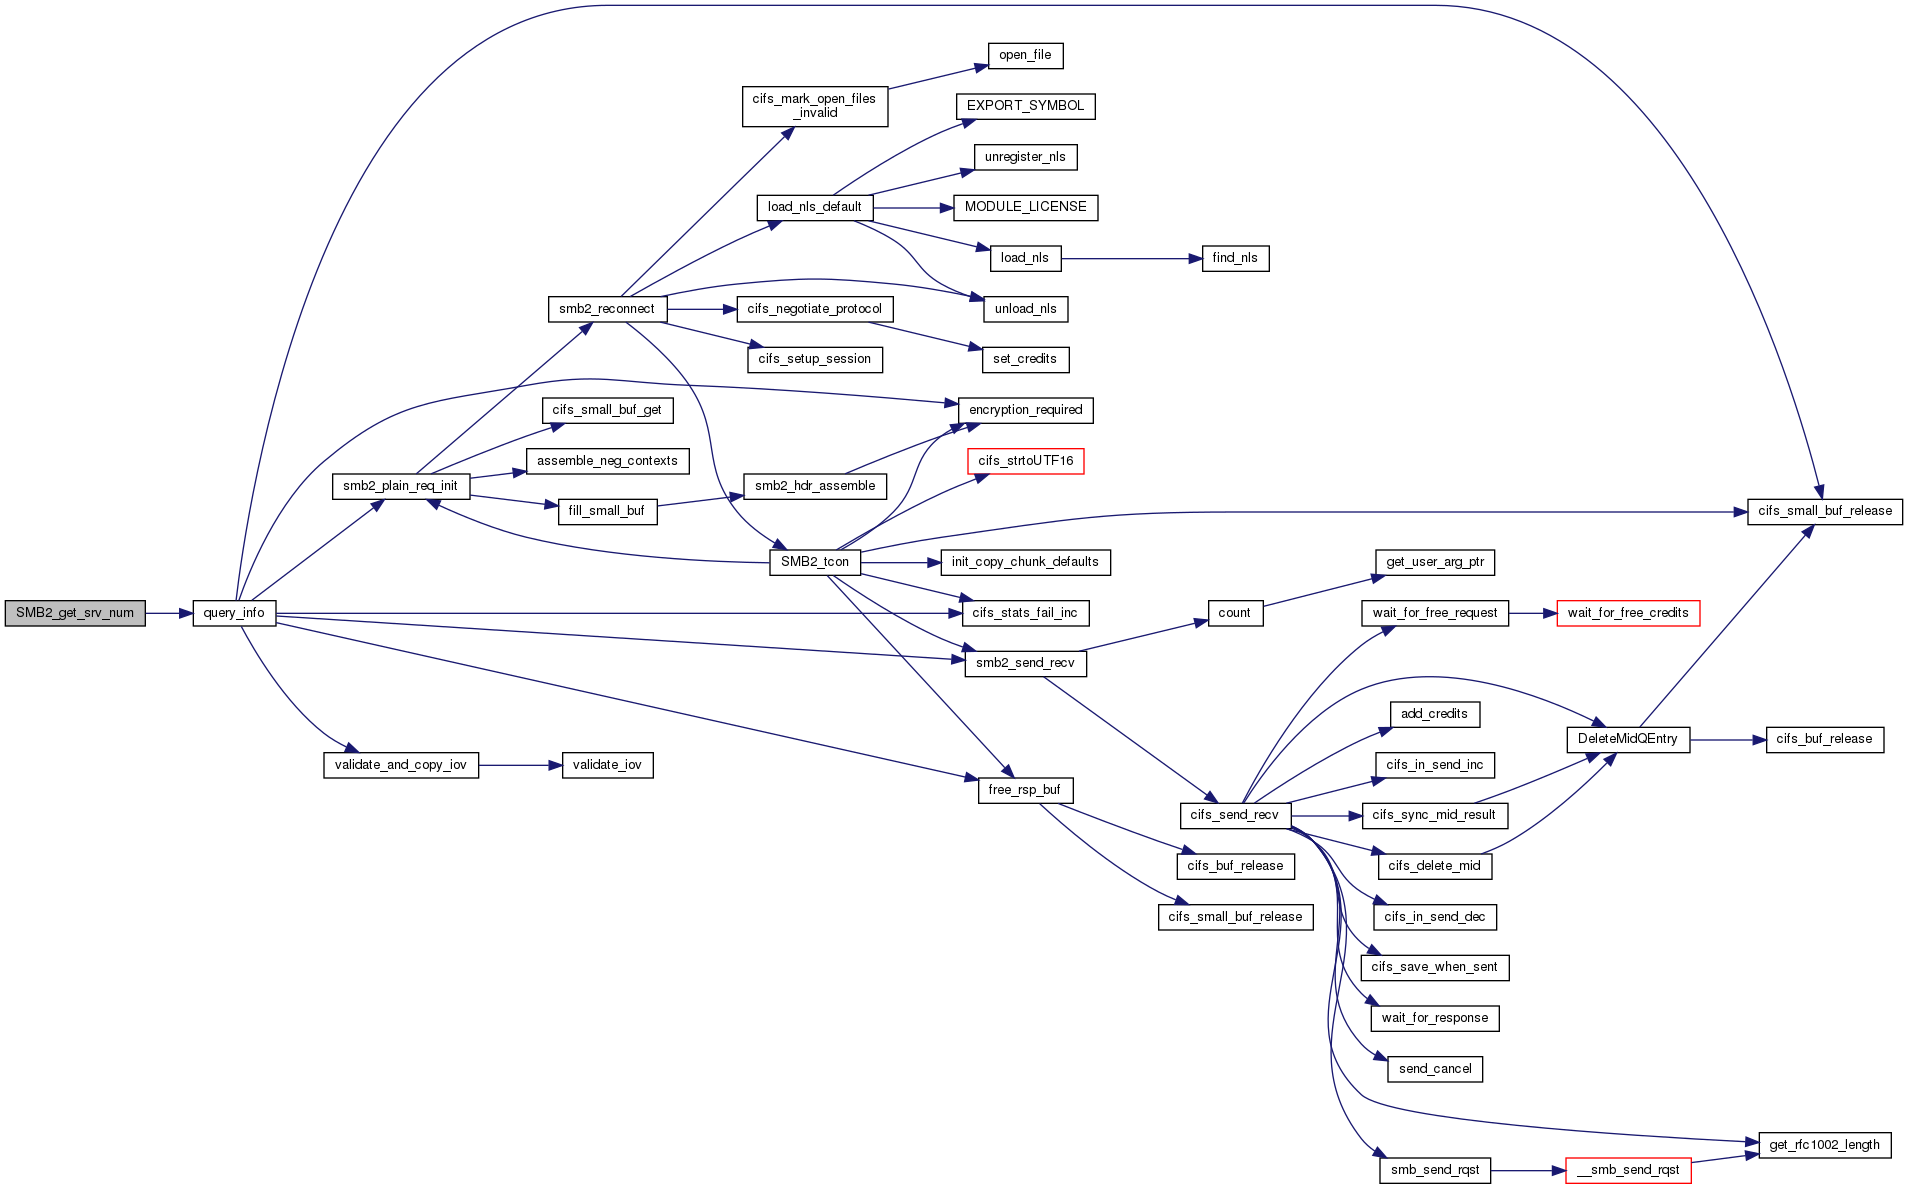 open_file
cifs_mark_open_files
_invalid
EXPORT_SYMBOL
unregister_nls
load_nls_default
MODULE_LICENSE
load_nls
find_nls
smb2_reconnect
cifs_negotiate_protocol
unload_nls
cifs_setup_session
set_credits
cifs_small_buf_get
encryption_required
assemble_neg_contexts
cifs_strtoUTF16
smb2_plain_req_init
smb2_hdr_assemble
fill_small_buf
cifs_small_buf_release
SMB2_tcon
init_copy_chunk_defaults
get_user_arg_ptr
SMB2_get_srv_num
query_info
cifs_stats_fail_inc
count
wait_for_free_request
wait_for_free_credits
smb2_send_recv
add_credits
DeleteMidQEntry
cifs_buf_release
validate_and_copy_iov
validate_iov
cifs_in_send_inc
free_rsp_buf
cifs_send_recv
cifs_sync_mid_result
cifs_buf_release
cifs_delete_mid
cifs_small_buf_release
cifs_in_send_dec
cifs_save_when_sent
wait_for_response
send_cancel
get_rfc1002_length
smb_send_rqst
__smb_send_rqst